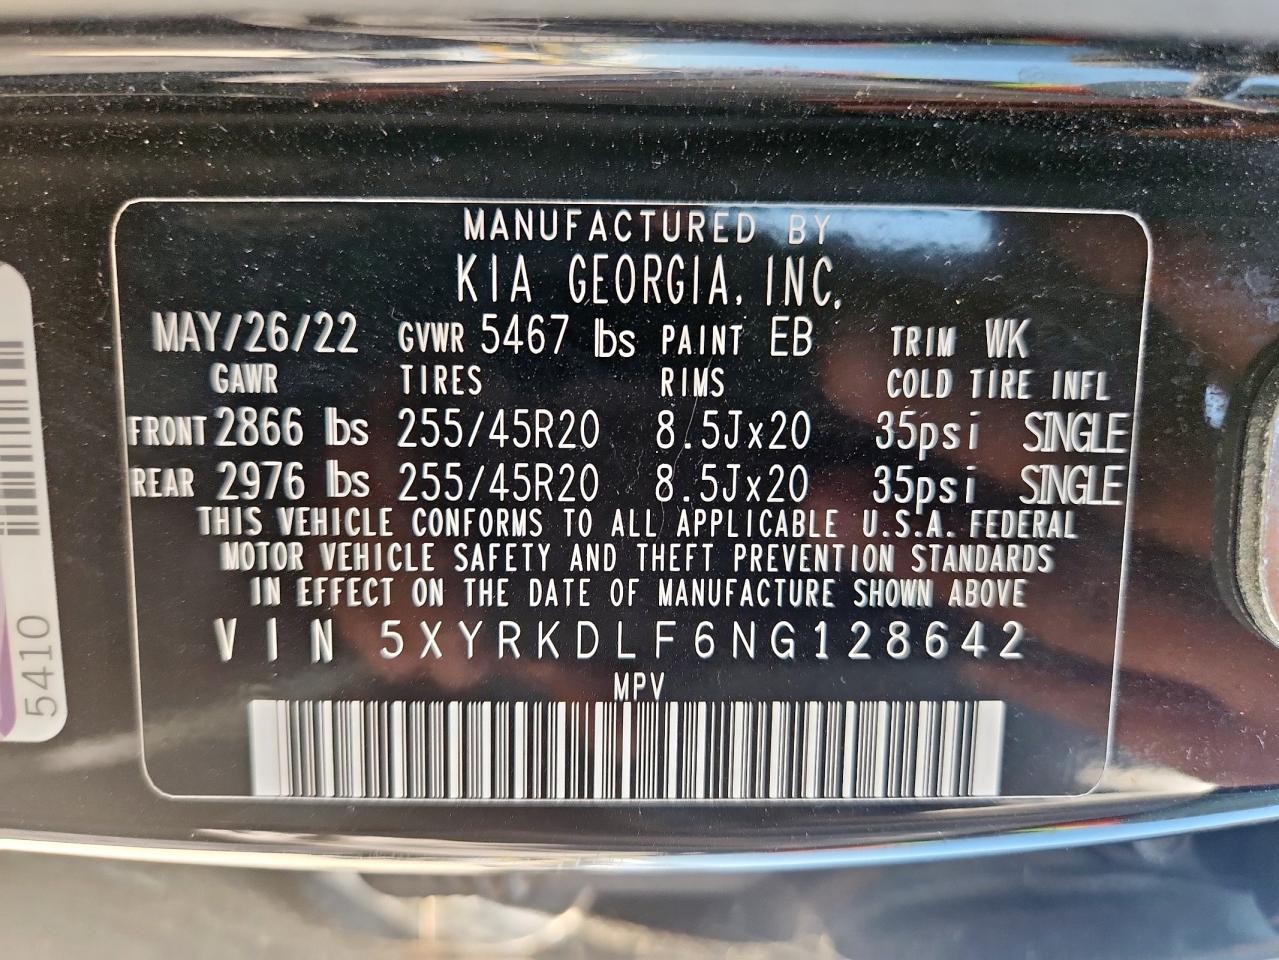 MANUFACTURED BY
KIA GEORGIA, INC.
MAY/26/22 GVWR 5467 lbs PAINT EB TRIM WK
GAWR TIRES RIMS COLD TIRE INFL
FRONT 2866 lbs 255/45R20 8.5Jx20 35psi SINGLE
REAR 2976 lbs 255/45R20 8.5Jx20 35psi SINGLE
THIS VEHICLE CONFORMS TO ALL APPLICABLE U.S.A. FEDERAL
MOTOR VEHICLE SAFETY AND THEFT PREVENTION STANDARDS
IN EFFECT ON THE DATE OF MANUFACTURE SHOWN ABOVE
VIN 5XYRKDLF6NG128642
MPV
5410